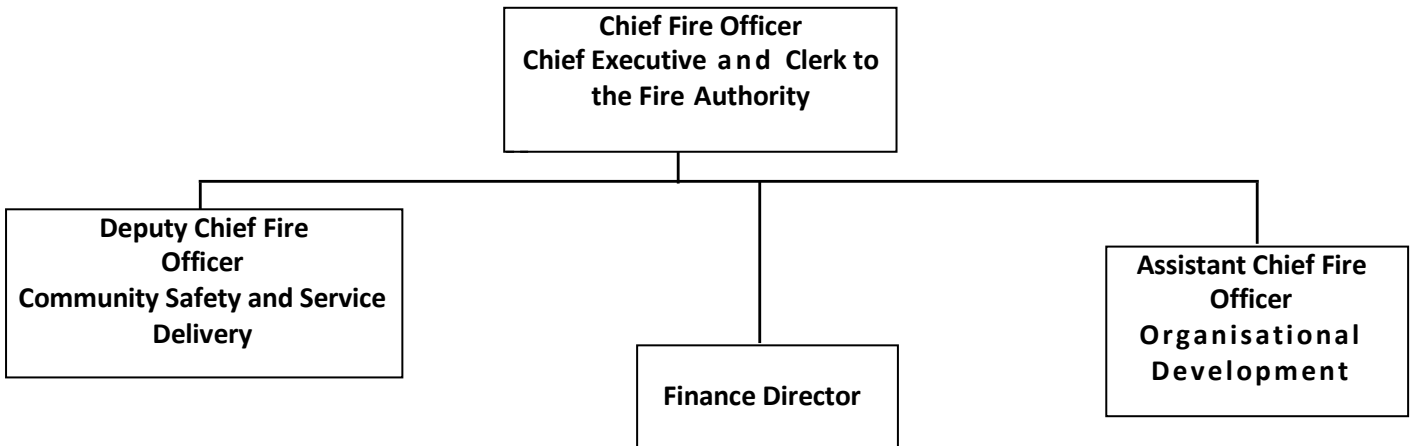 Chief Fire Officer
Chief Executive and Clerk to
the Fire Authority
Deputy Chief Fire
Officer
Community Safety and Service
Delivery
Finance Director
Assistant Chief Fire
Officer
Organisational
Development